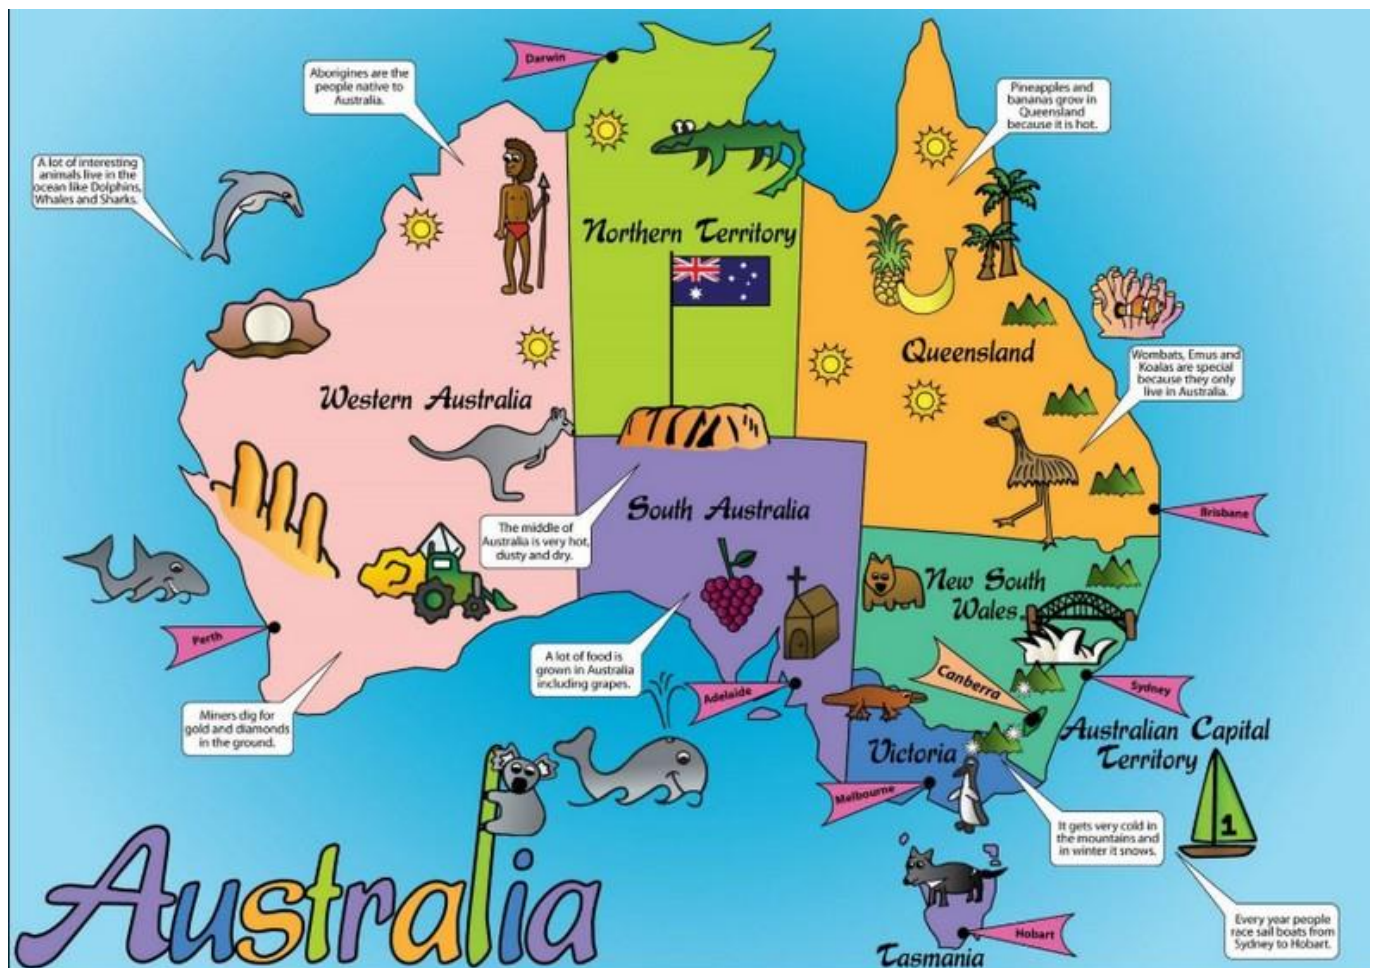 Darwin
Aborigines are the
people native to
Australia.
Pineapples and
bananas grow in
Queensland
because it is hot.
A lot of interesting
animals live in the
ocean like Dolphins,
Whales and Sharks.
Northern Territory
Queensland
Wombats, Emus and
Koalas are special
because they only
live in Australia.
Western Australia
South Australia
Brisbane
The middle of
Australia is very hot,
dusty and dry.
New South
Wales
Perth
A lot of food is
grown in Australia
including grapes.
Adelaide
Canberra
Sydney
Miners dig for
gold and diamonds
in the ground.
Australian Capital
Territory
Victoria
Melbourne
It gets very cold in
the mountains and
in winter it snows.
1
Every year people
race sail boats from
Sydney to Hobart.
Hobart
Tasmania
Australia